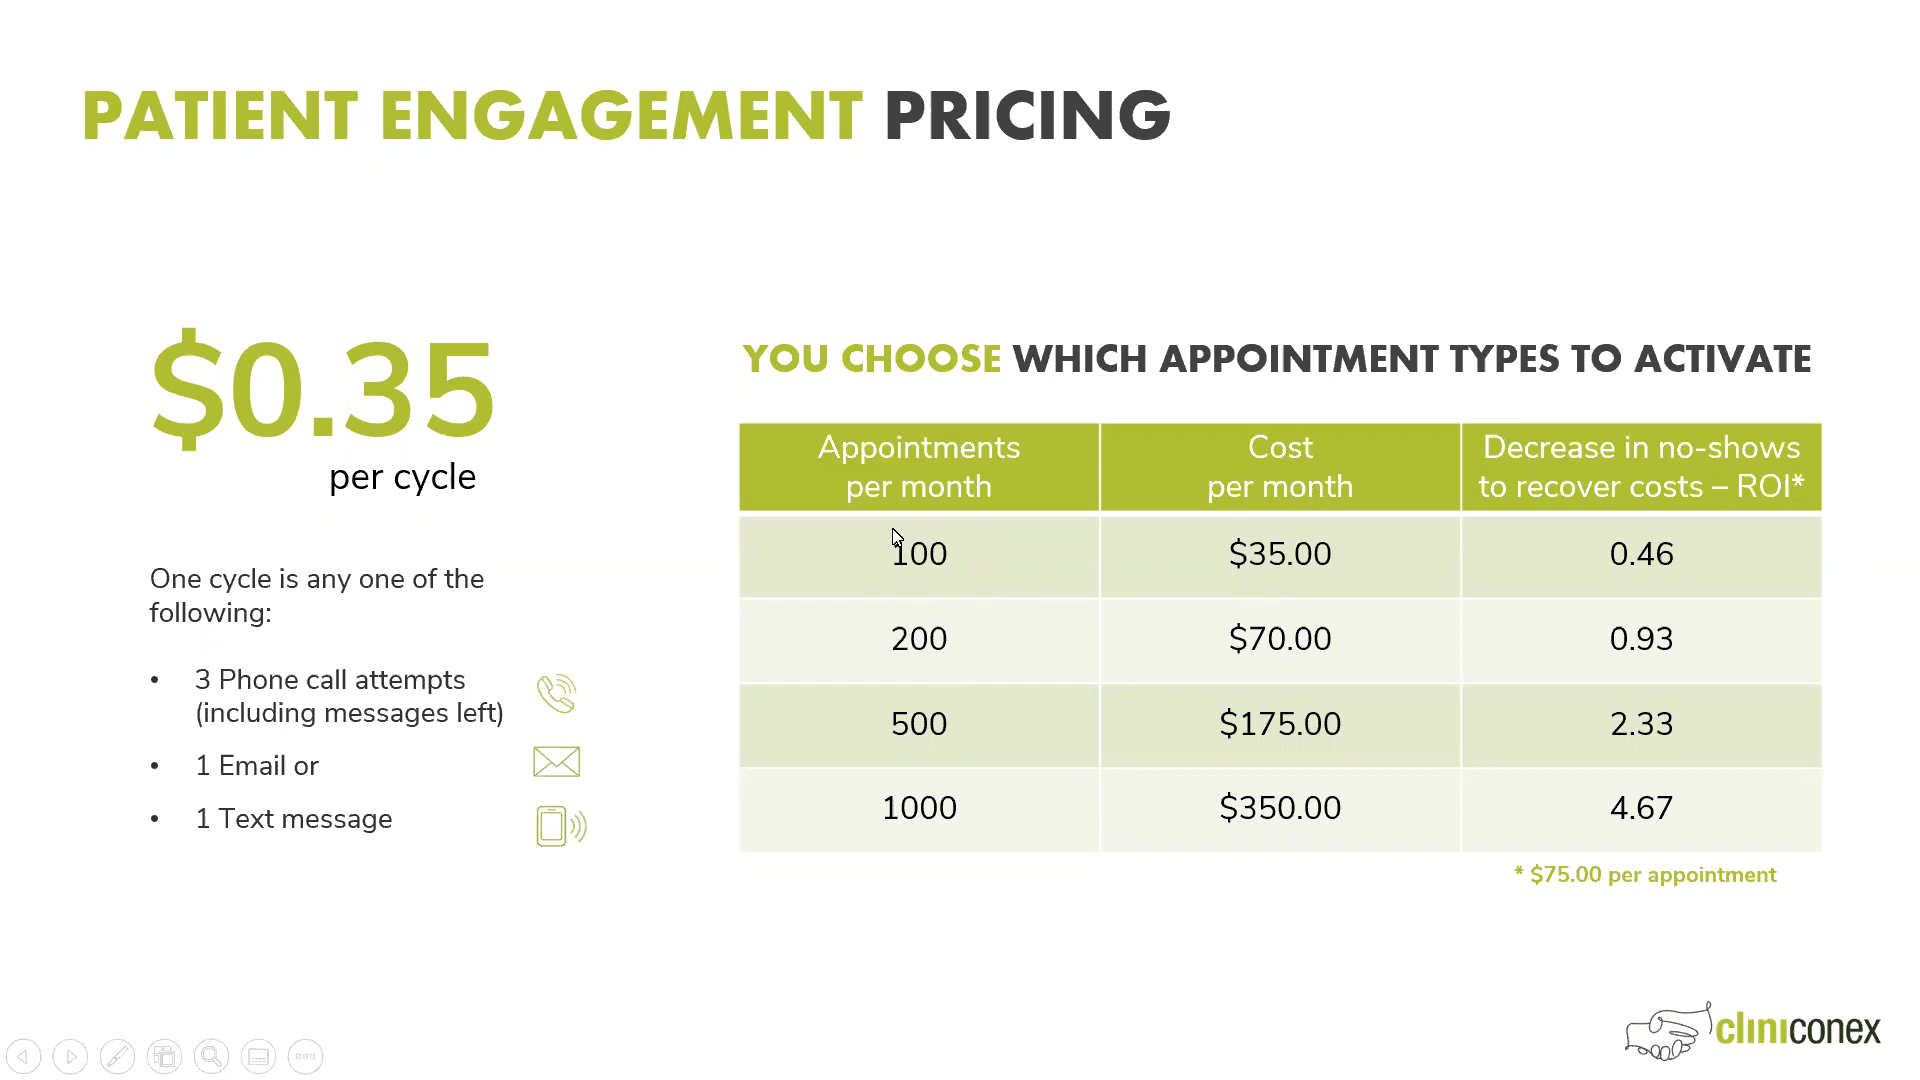 PATIENT ENGAGEMENT PRICING
$0.35
per cycle
One cycle is any one of the
following:
• 3 Phone call attempts
(including messages left)
• 1 Email or
• 1 Text message
YOU CHOOSE WHICH APPOINTMENT TYPES TO ACTIVATE
Appointments per month Cost per month Decrease in no-shows to recover costs – ROI*
100 $35.00 0.46
200 $70.00 0.93
500 $175.00 2.33
1000 $350.00 4.67
* $75.00 per appointment
cliniconex